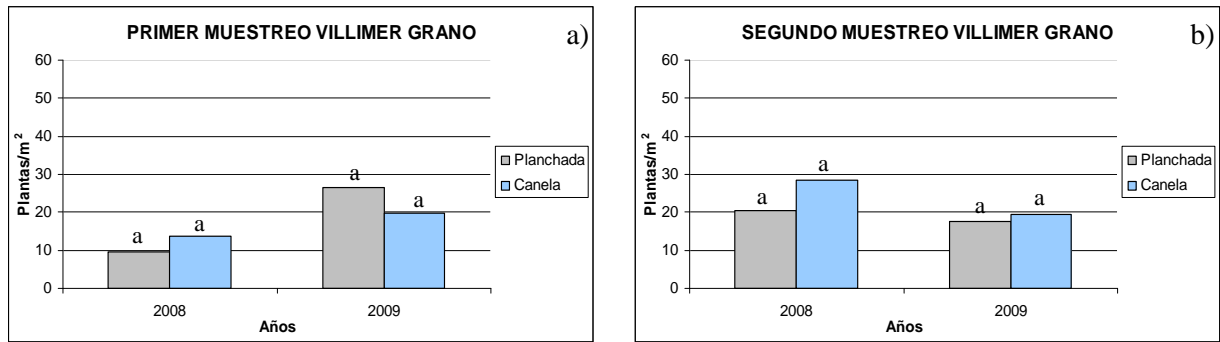 PRIMER MUESTREO VILLIMER GRANO
a)
60
50
40
30
20
10
0
Plantas/m²
a
a
a
a
2008
2009
Años
Planchada
Canela
SEGUNDO MUESTREO VILLIMER GRANO
b)
60
50
40
30
20
10
0
Plantas/m²
a
a
a
a
2008
2009
Años
Planchada
Canela